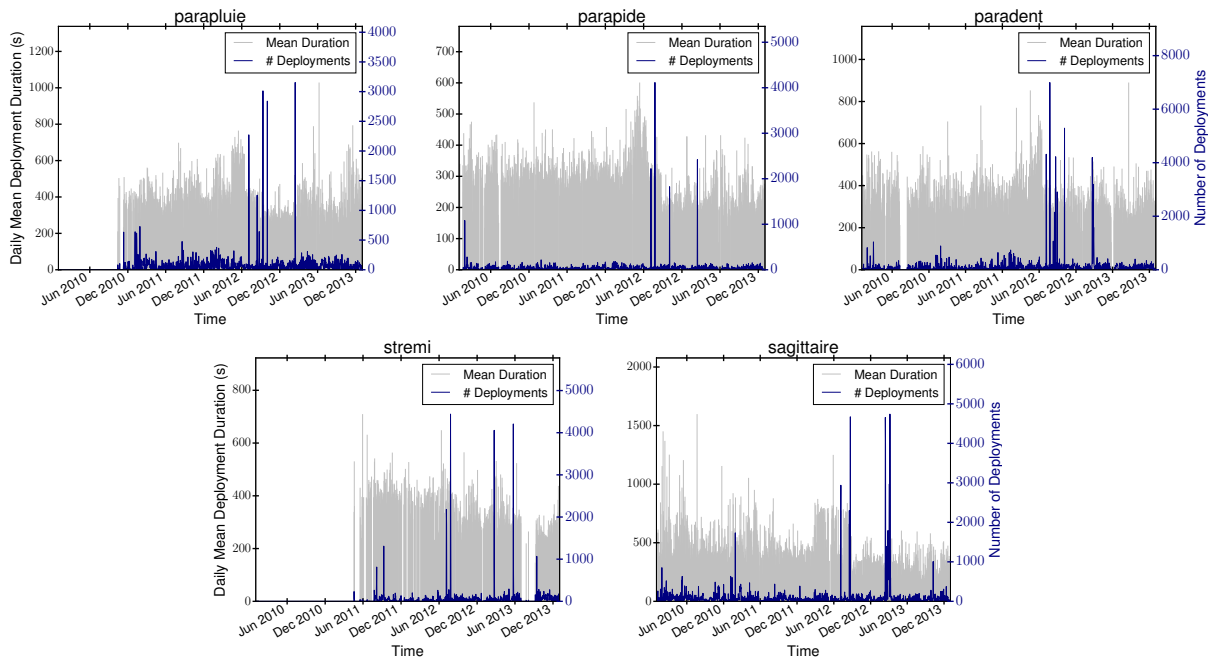 parapluie
Daily Mean Deployment Duration (s)
1200
1000
800
600
400
200
0
Mean Duration
# Deployments
4000
3500
3000
2500
2000
1500
1000
500
0
Jun 2010 Dec 2010 Jun 2011 Dec 2011 Jun 2012 Dec 2012 Jun 2013 Dec 2013
Time
parapide
700
600
500
400
300
200
100
0
Mean Duration
# Deployments
5000
4000
3000
2000
1000
0
Jun 2010 Dec 2010 Jun 2011 Dec 2011 Jun 2012 Dec 2012 Jun 2013 Dec 2013
Time
paradent
1000
800
600
400
200
0
Mean Duration
# Deployments
8000
6000
4000
2000
0
Number of Deployments
Jun 2010 Dec 2010 Jun 2011 Dec 2011 Jun 2012 Dec 2012 Jun 2013 Dec 2013
Time
stremi
Daily Mean Deployment Duration (s)
800
600
400
200
0
Mean Duration
# Deployments
5000
4000
3000
2000
1000
0
Jun 2010 Dec 2010 Jun 2011 Dec 2011 Jun 2012 Dec 2012 Jun 2013 Dec 2013
Time
sagittaire
2000
1500
1000
500
0
Mean Duration
# Deployments
6000
5000
4000
3000
2000
1000
0
Number of Deployments
Jun 2010 Dec 2010 Jun 2011 Dec 2011 Jun 2012 Dec 2012 Jun 2013 Dec 2013
Time